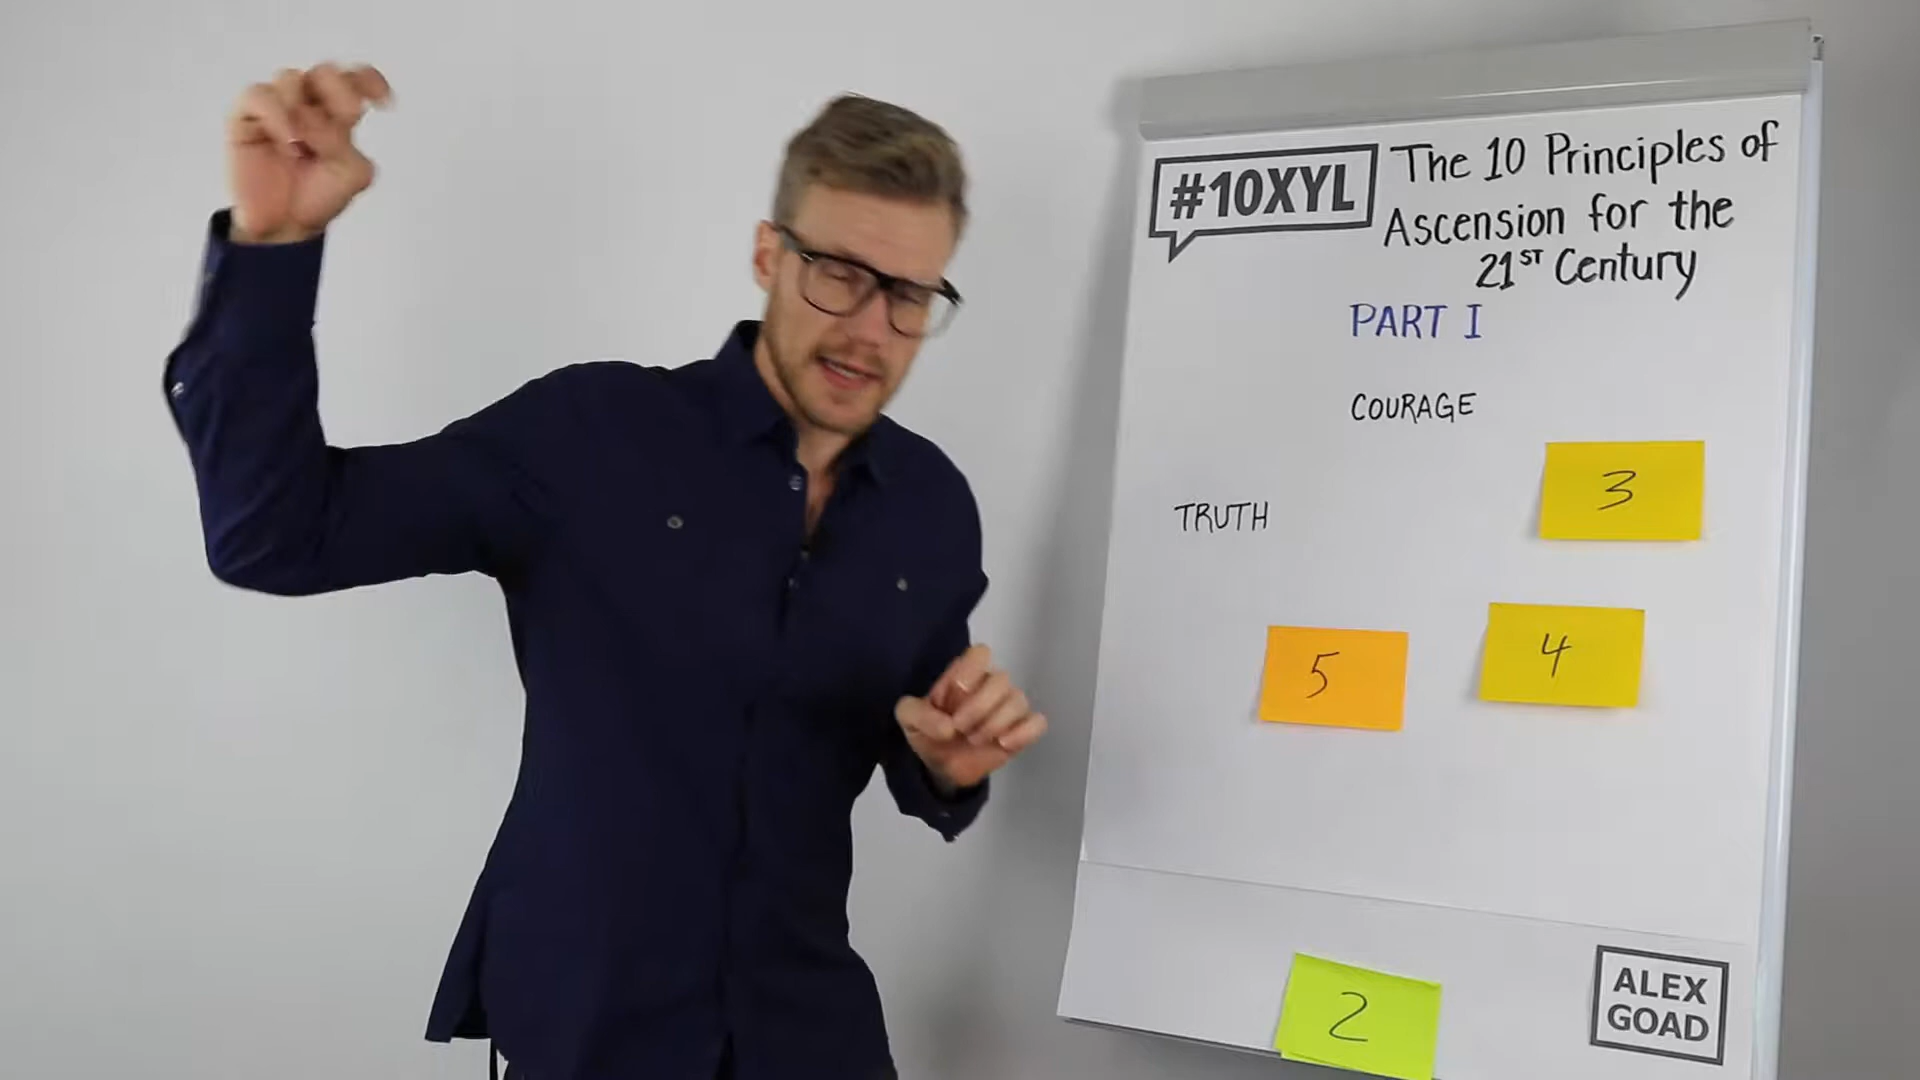 #10XYL
The 10 Principles of
Ascension for the
21ST Century
PART I
COURAGE
3
TRUTH
5
4
2
ALEX
GOAD